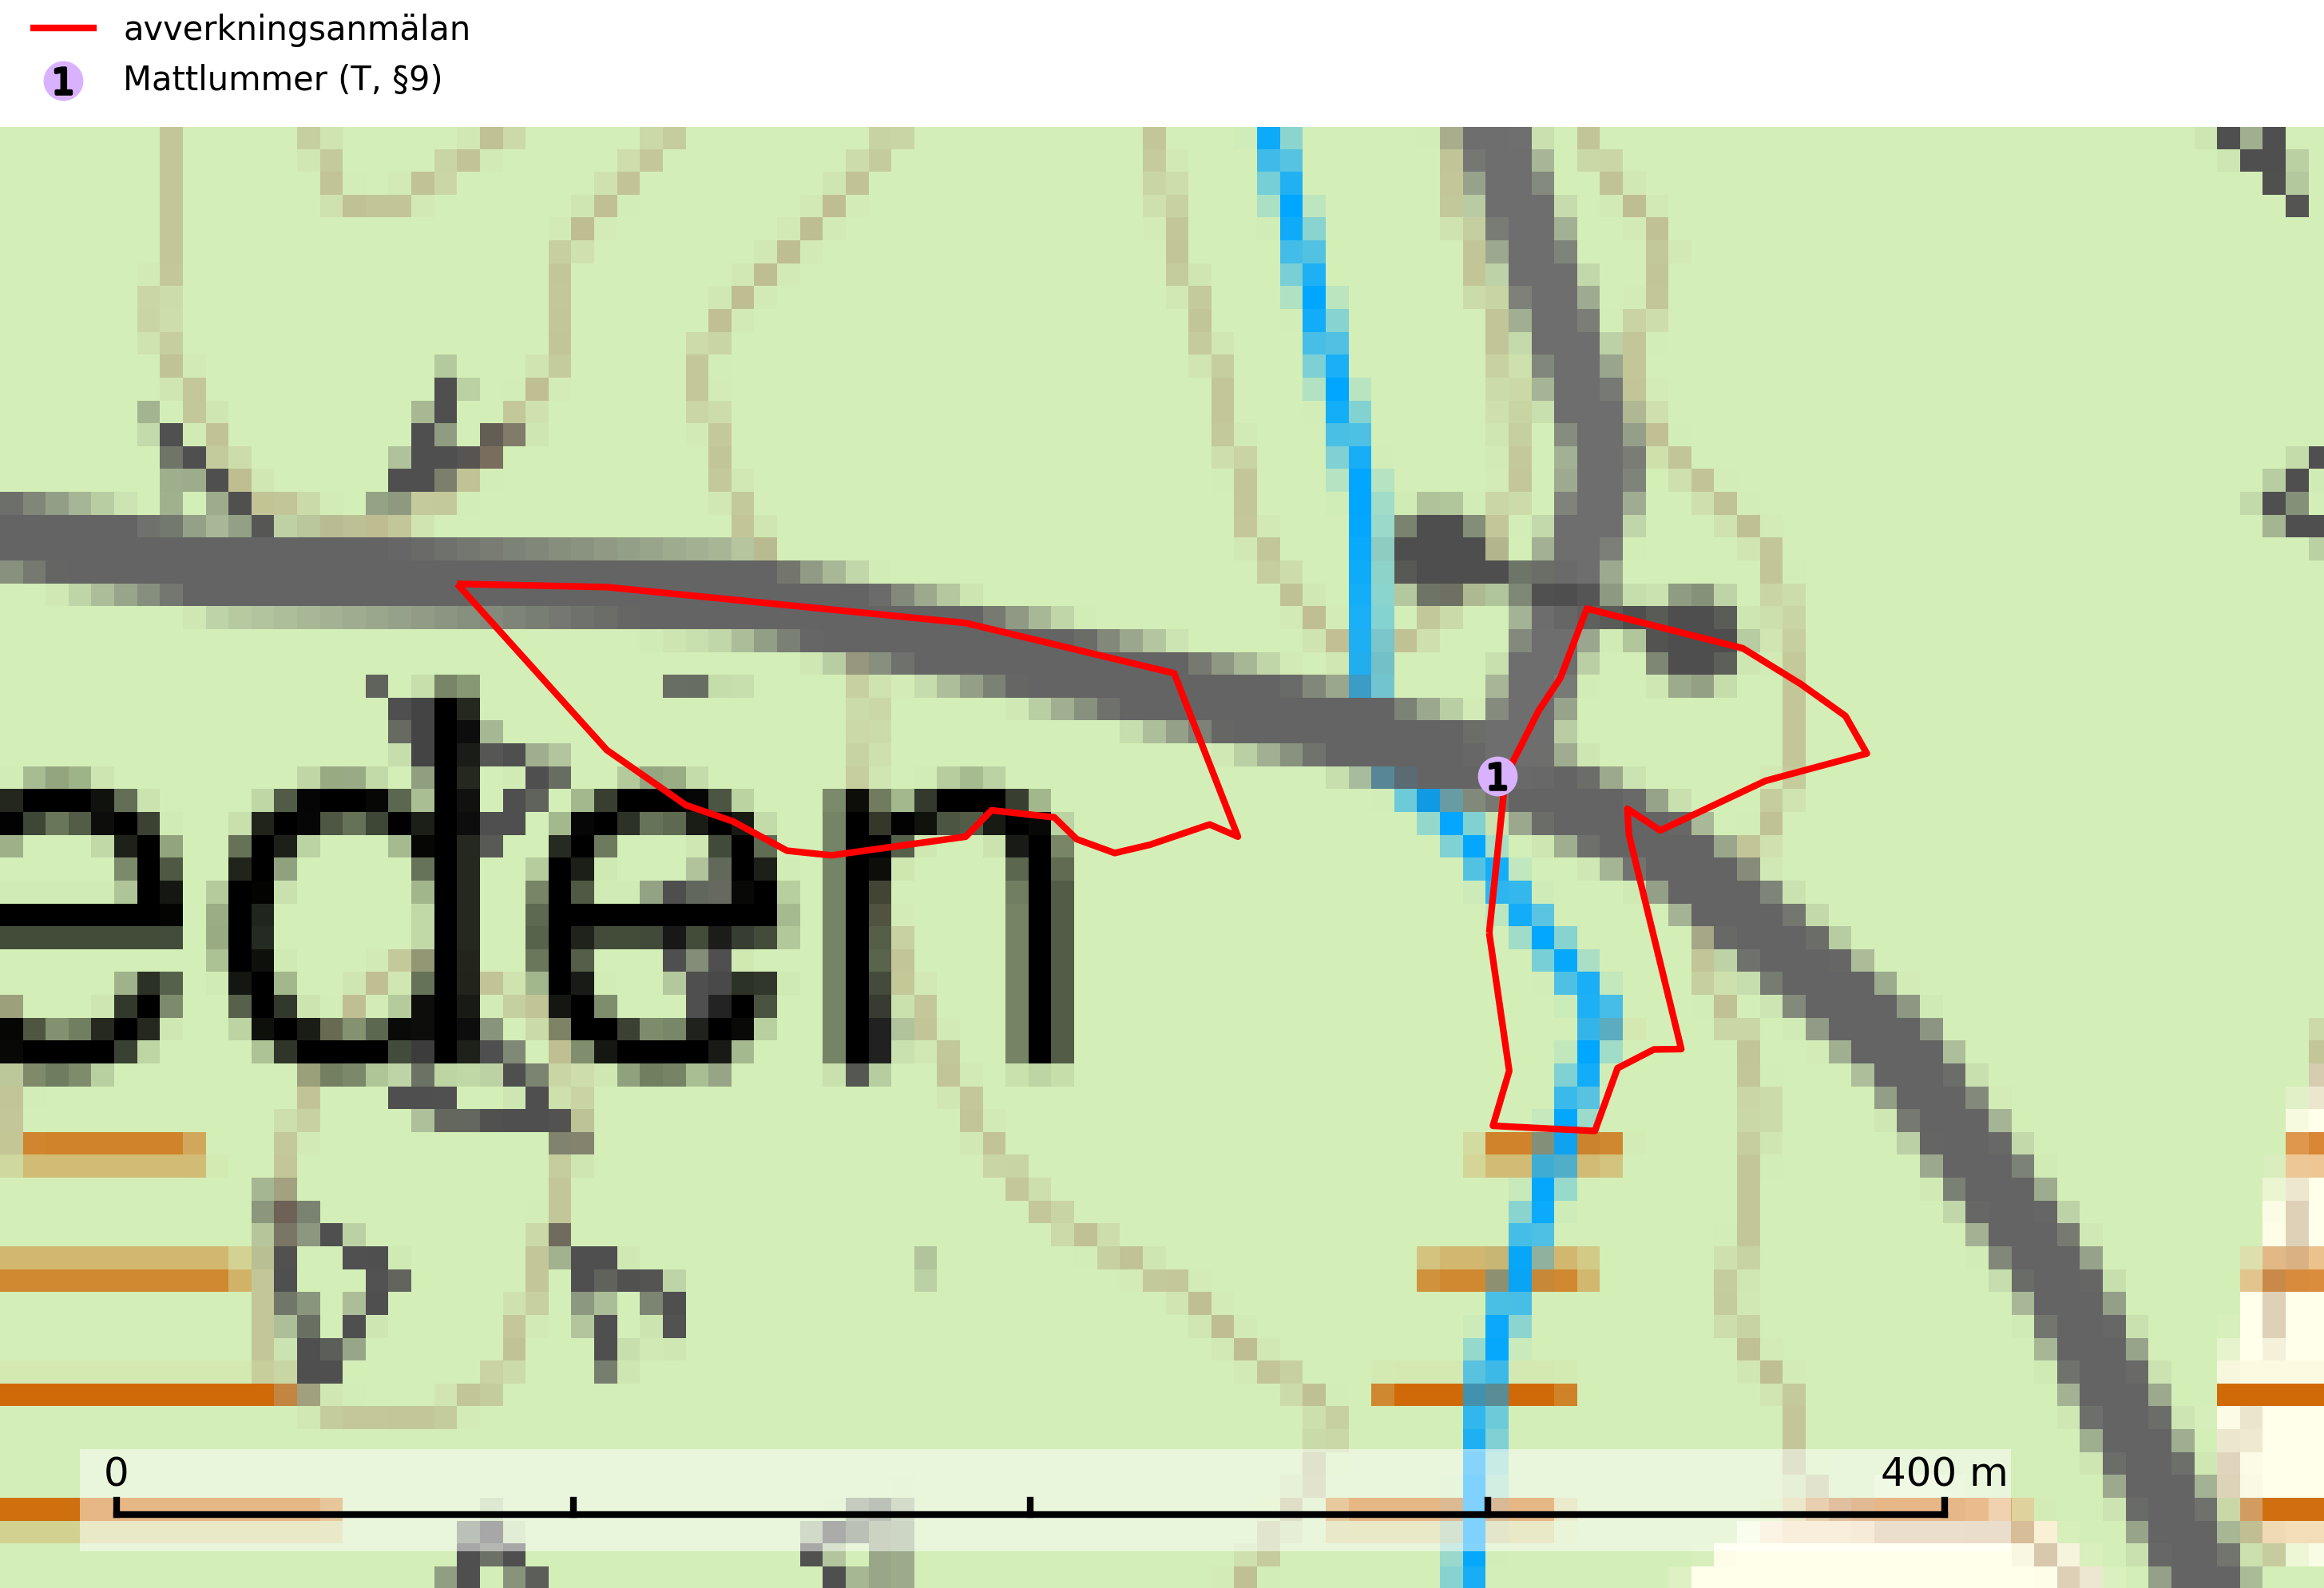 avverkningsanmälan
1 Mattlummer (T, §9)
1
eden
0 400 m